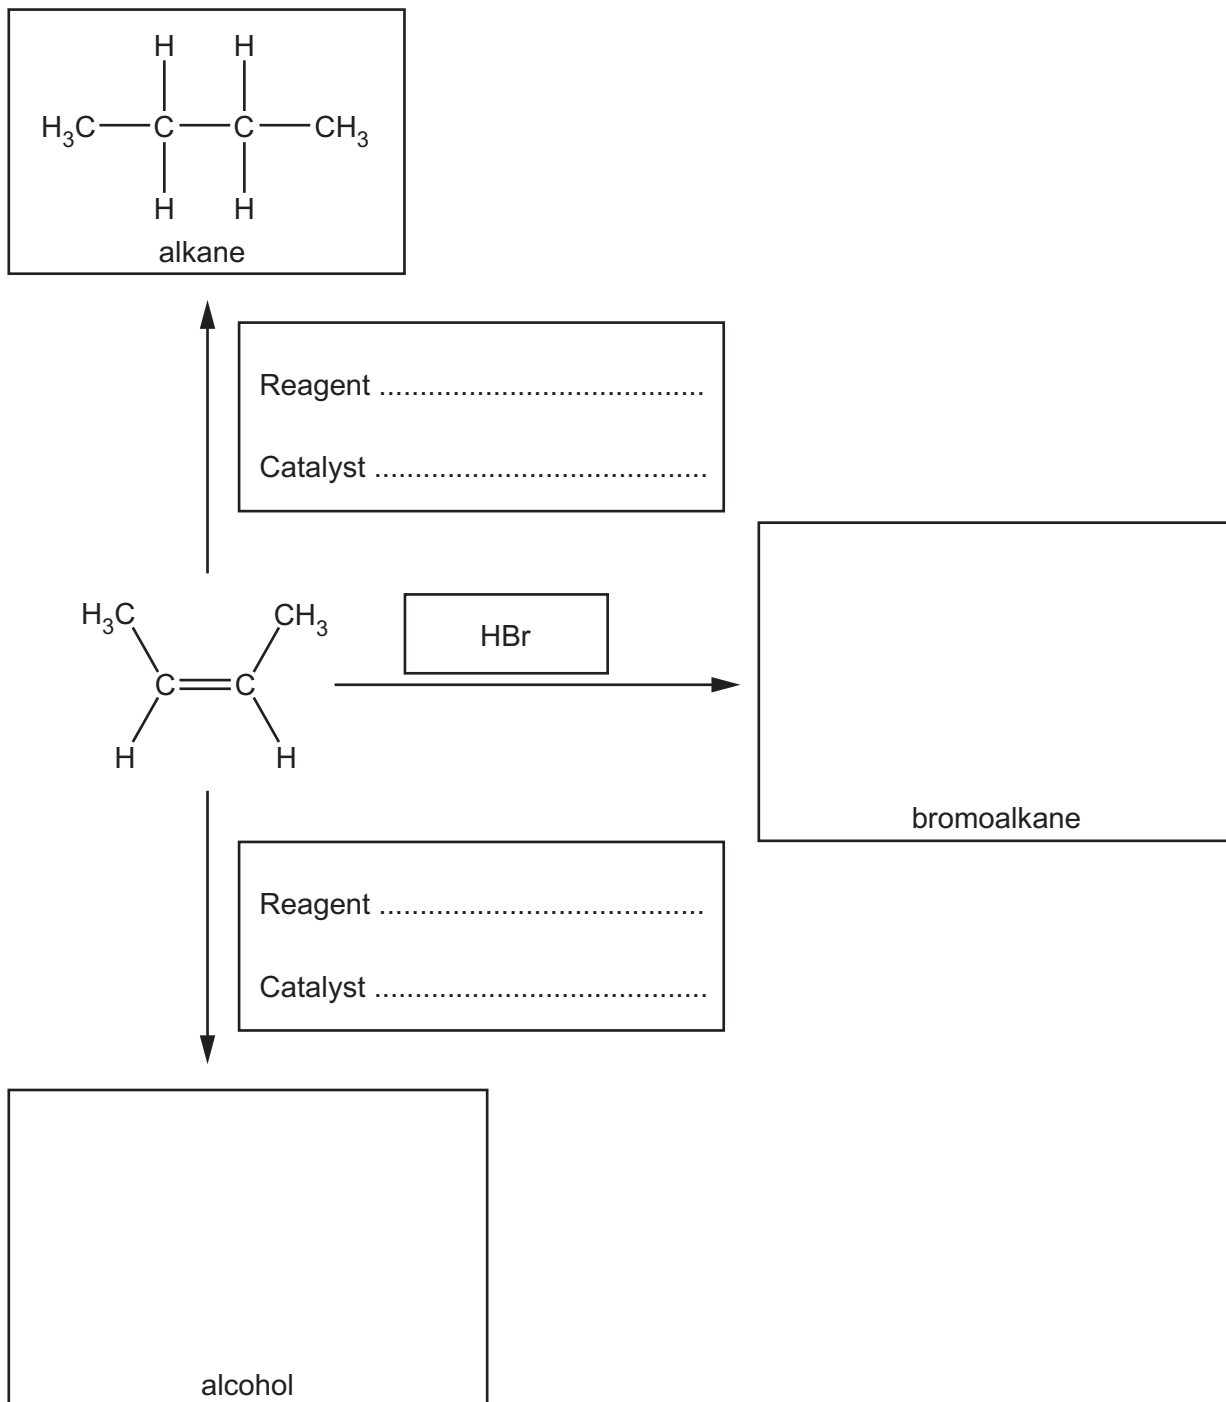 H H
H₃C C C CH₃
H H
alkane
Reagent ........................................
Catalyst .........................................
H₃C CH₃
HBr
C C
H H
bromoalkane
Reagent ........................................
Catalyst .........................................
alcohol